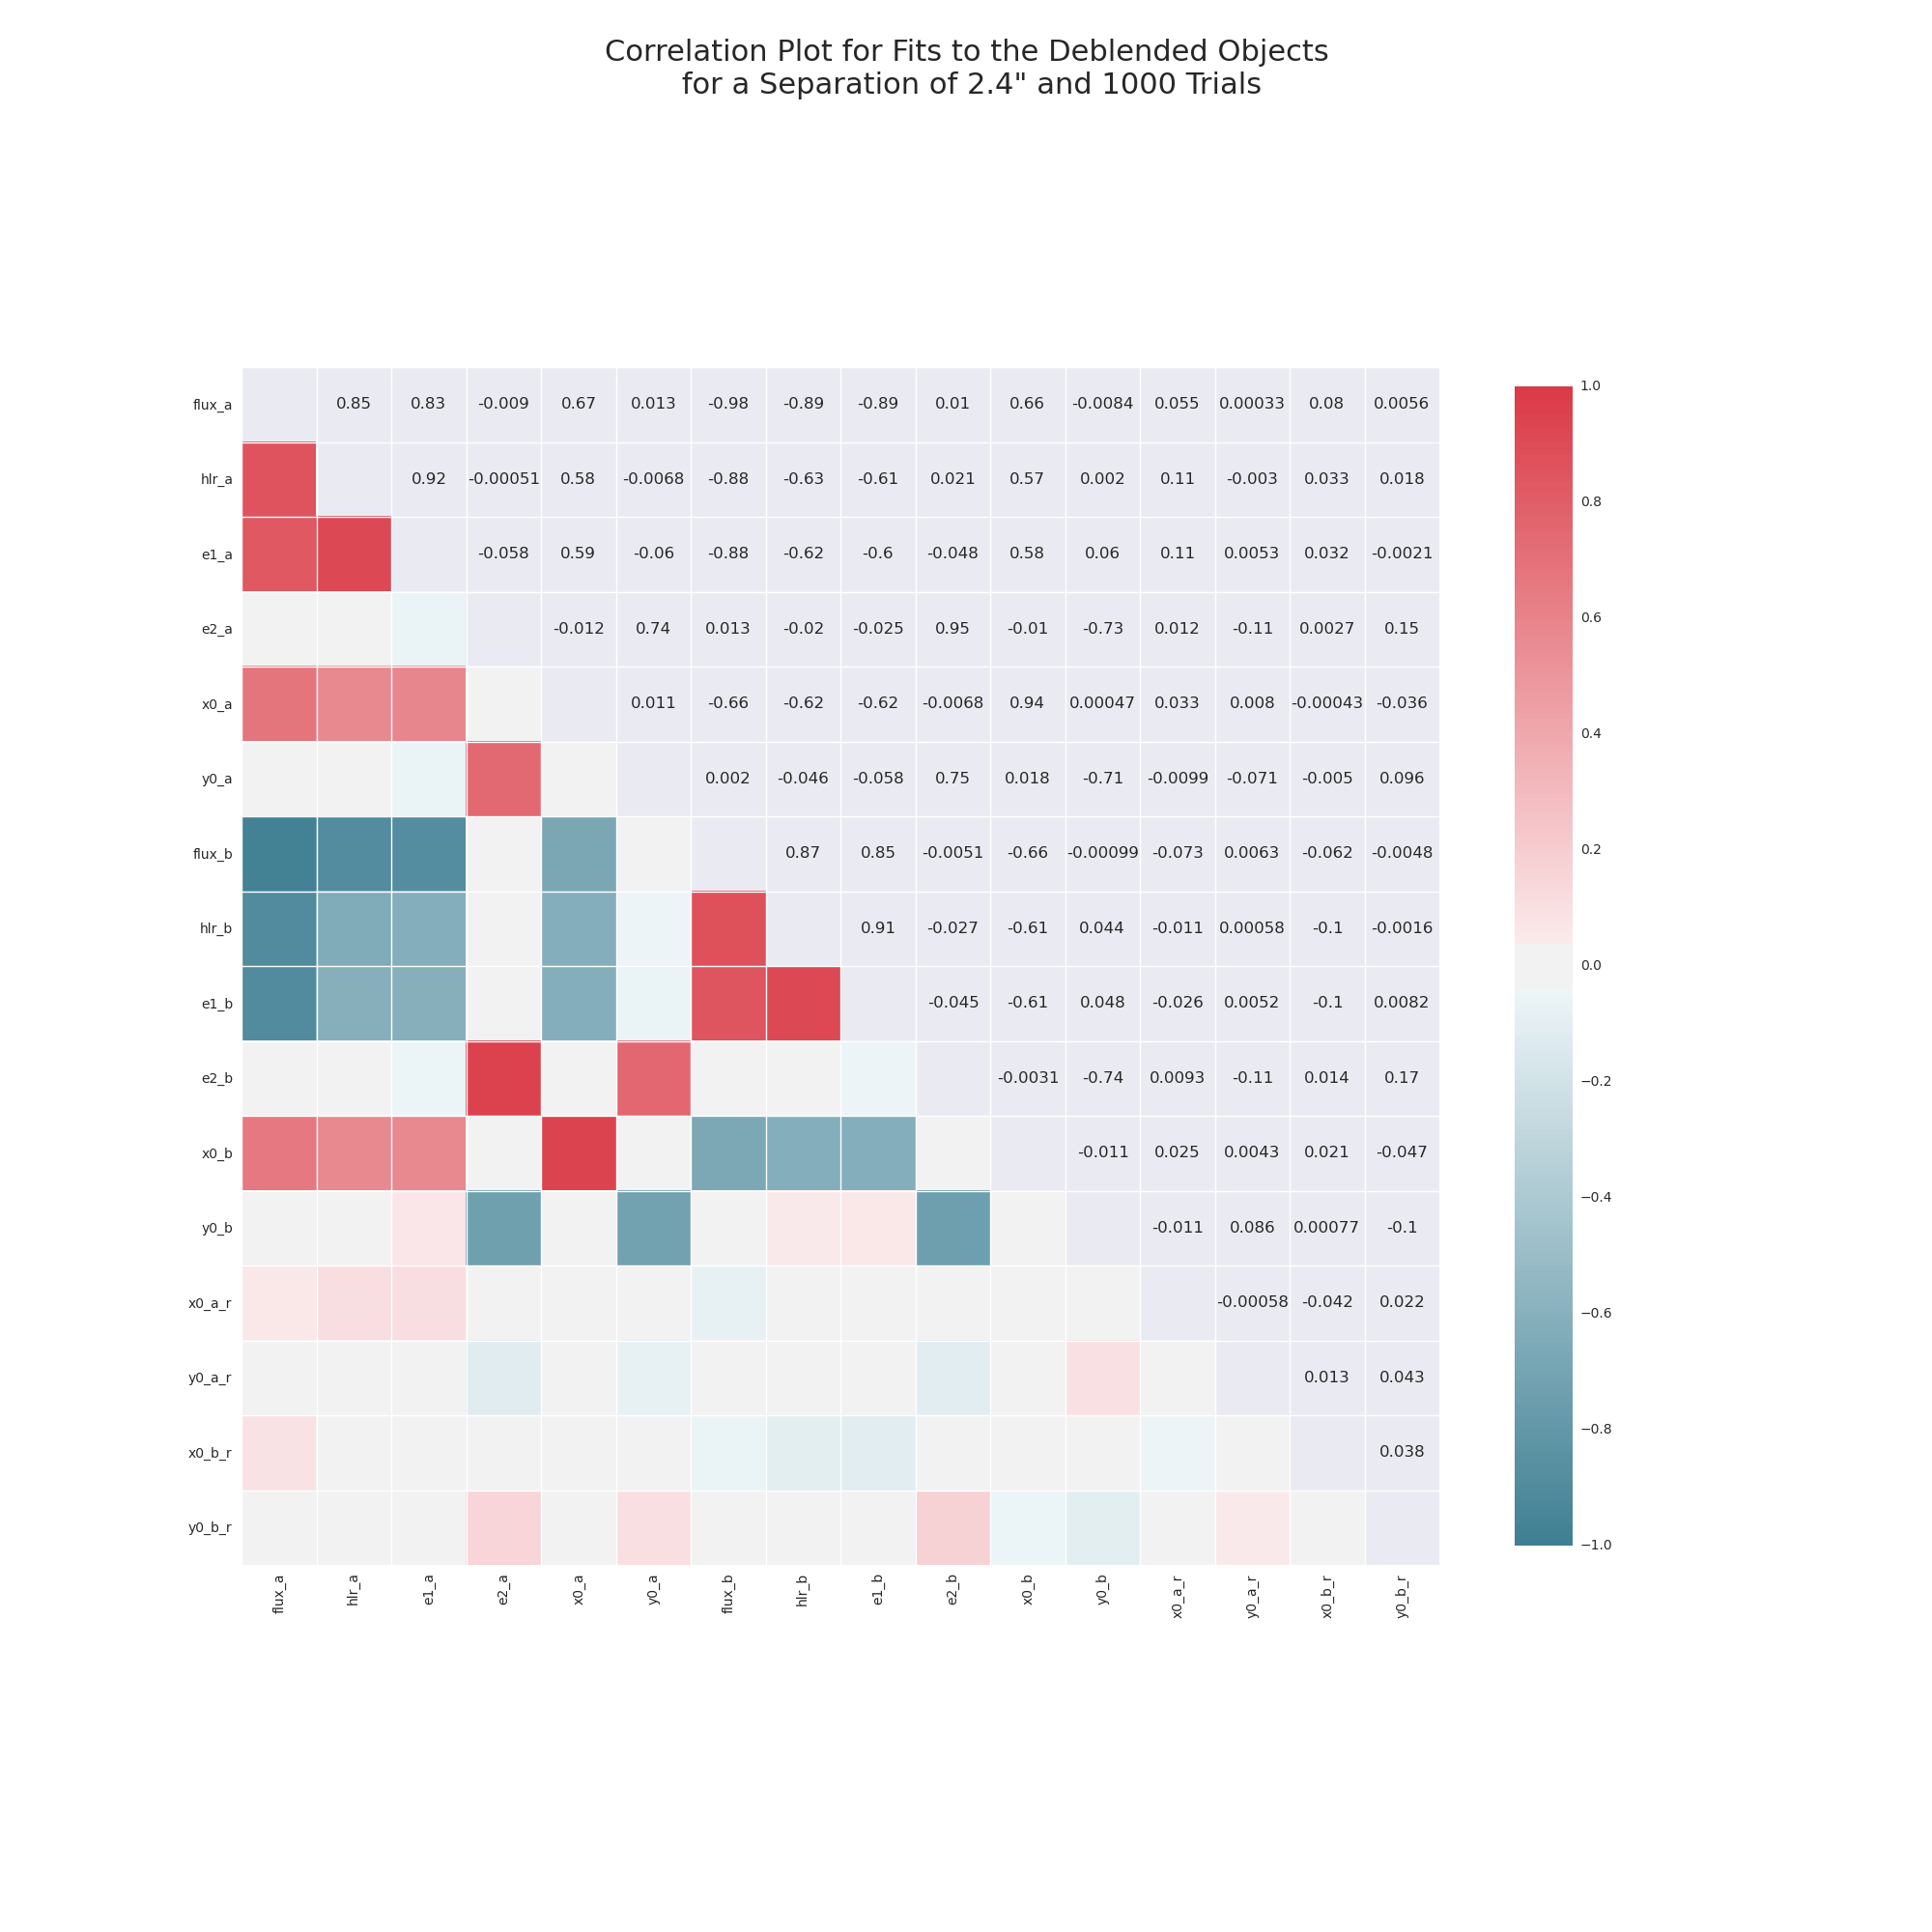 Correlation Plot for Fits to the Deblended Objects
for a Separation of 2.4" and 1000 Trials
flux_a 0.85 0.83 -0.009 0.67 0.013 -0.98 -0.89 -0.89 0.01 0.66 -0.0084 0.055 0.00033 0.08 0.0056
hlr_a 0.92 -0.00051 0.58 -0.0068 -0.88 -0.63 -0.61 0.021 0.57 0.002 0.11 -0.003 0.033 0.018
e1_a -0.058 0.59 -0.06 -0.88 -0.62 -0.6 -0.048 0.58 0.06 0.11 0.0053 0.032 -0.0021
e2_a -0.012 0.74 0.013 -0.02 -0.025 0.95 -0.01 -0.73 0.012 -0.11 0.0027 0.15
x0_a 0.011 -0.66 -0.62 -0.62 -0.0068 0.94 0.00047 0.033 0.008 -0.00043 -0.036
y0_a 0.002 -0.046 -0.058 0.75 0.018 -0.71 -0.0099 -0.071 -0.005 0.096
flux_b 0.87 0.85 -0.0051 -0.66 -0.00099 -0.073 0.0063 -0.062 -0.0048
hlr_b 0.91 -0.027 -0.61 0.044 -0.011 0.00058 -0.1 -0.0016
e1_b -0.045 -0.61 0.048 -0.026 0.0052 -0.1 0.0082
e2_b -0.0031 -0.74 0.0093 -0.11 0.014 0.17
x0_b -0.011 0.025 0.0043 0.021 -0.047
y0_b -0.011 0.086 0.00077 -0.1
x0_a_r -0.00058 -0.042 0.022
y0_a_r 0.013 0.043
x0_b_r 0.038
y0_b_r
flux_a hlr_a e1_a e2_a x0_a y0_a flux_b hlr_b e1_b e2_b x0_b y0_b x0_a_r y0_a_r x0_b_r y0_b_r
1.0
0.8
0.6
0.4
0.2
0.0
−0.2
−0.4
−0.6
−0.8
−1.0